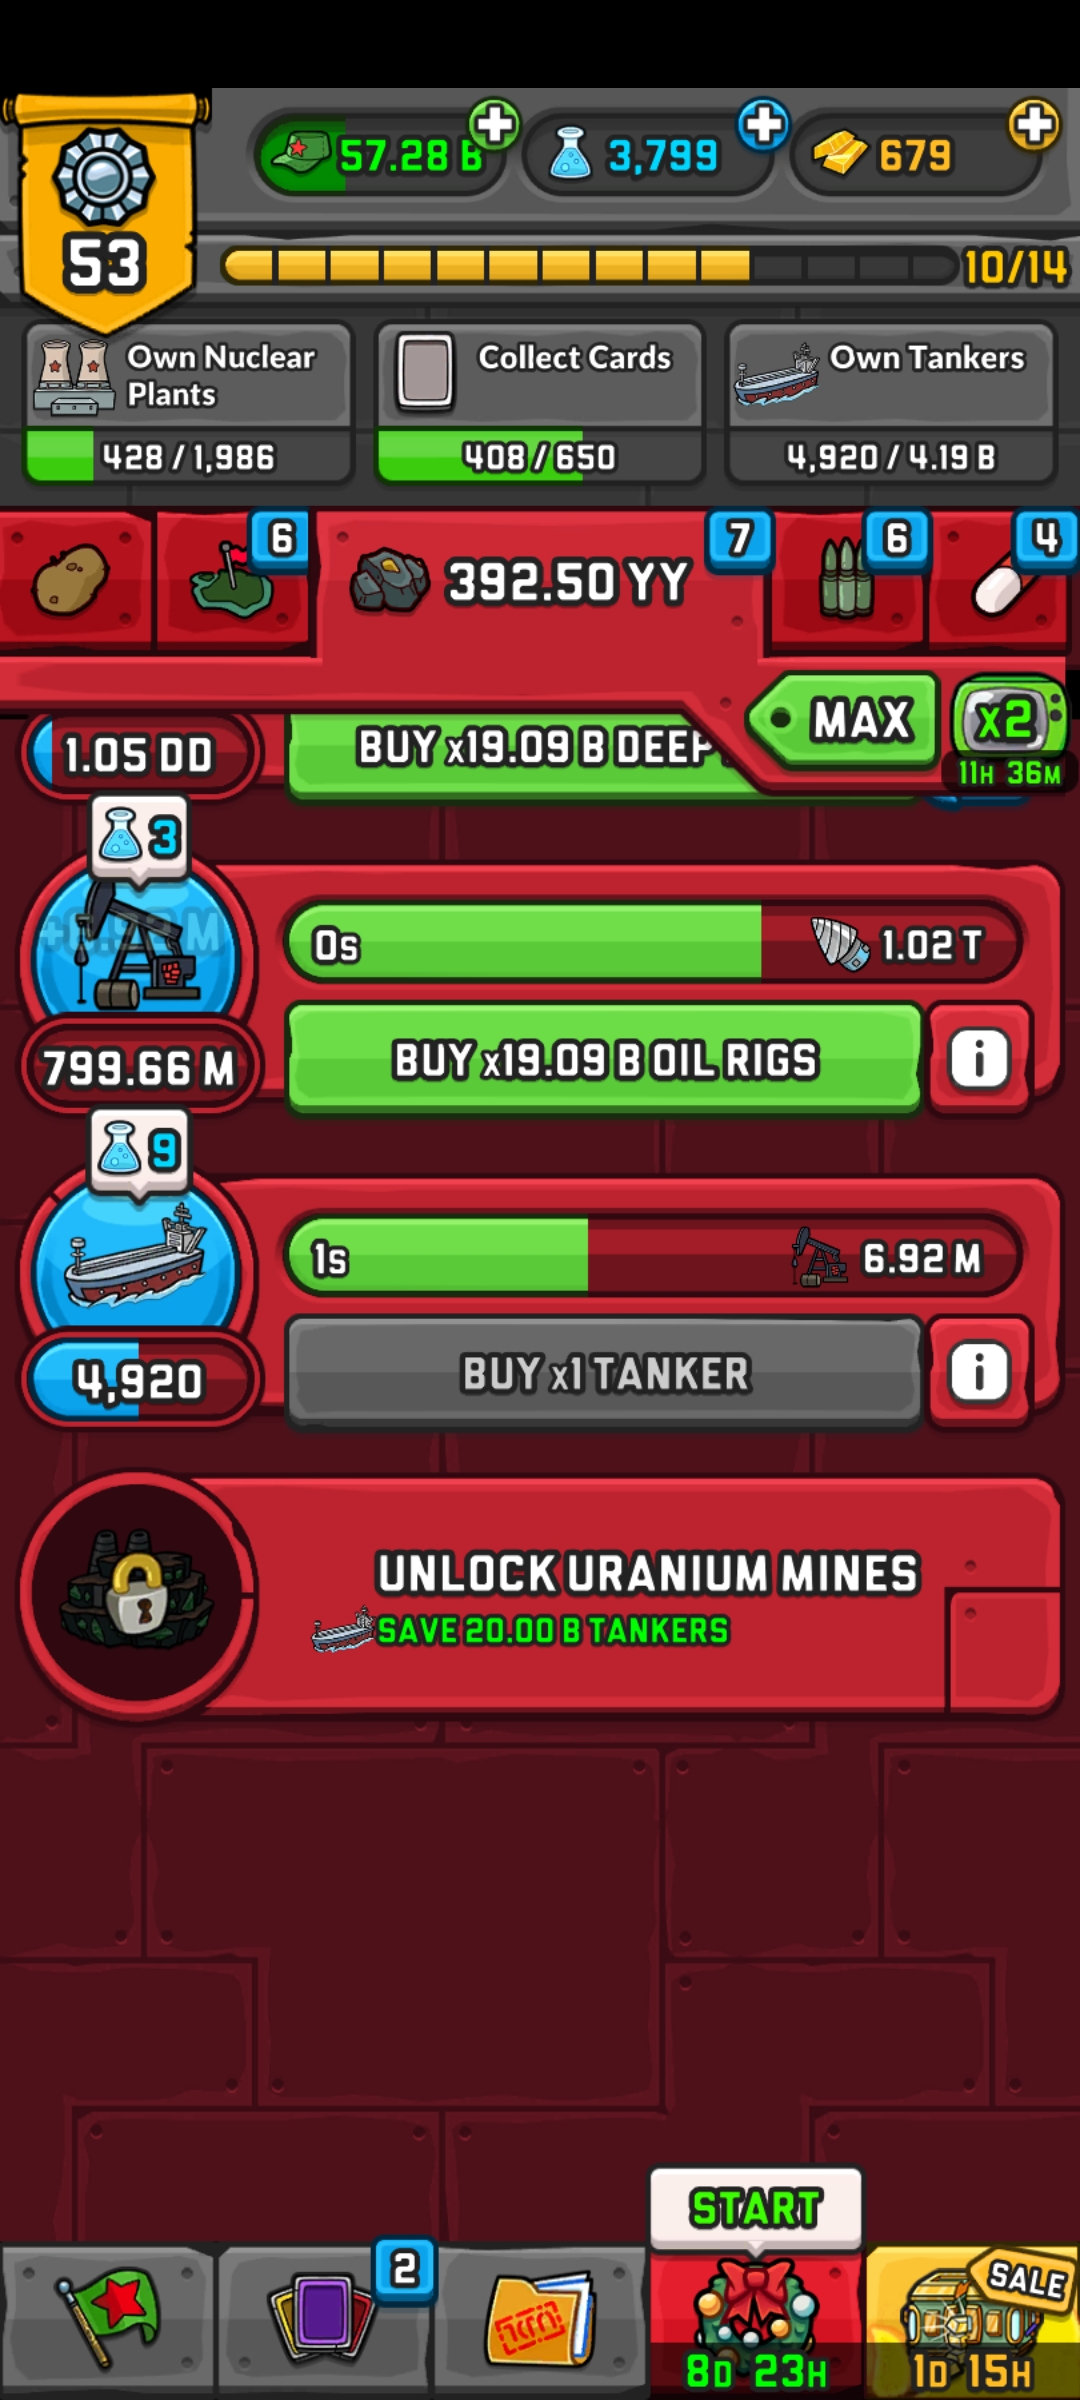 57.28 B
3,799
679
53
10/14
Own Nuclear
Plants
Collect Cards
Own Tankers
428 / 1,986
408 / 650
4,920 / 4.19 B
6
7
6
4
392.50 YY
MAX
x2
11H 36M
1.05 DD
BUY x19.09 B DEEP
3
0s
1.02 T
799.66 M
BUY x19.09 B OIL RIGS
i
9
1s
6.92 M
4,920
BUY x1 TANKER
i
UNLOCK URANIUM MINES
SAVE 20.00 B TANKERS
START
2
SALE
8D 23H
1D 15H